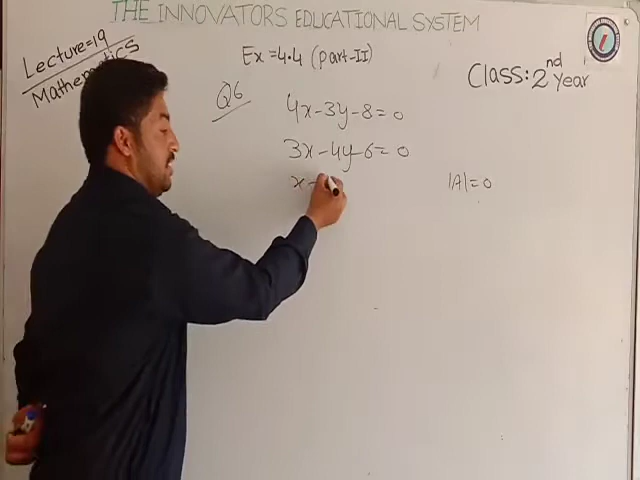 THE INNOVATORS EDUCATIONAL SYSTEM
Lecture=19
Mathematics
Ex=4.4 (part-II)
Class: 2nd year
Q6
4x-3y-8=0
3x-4y-6=0
x-
|A|=0